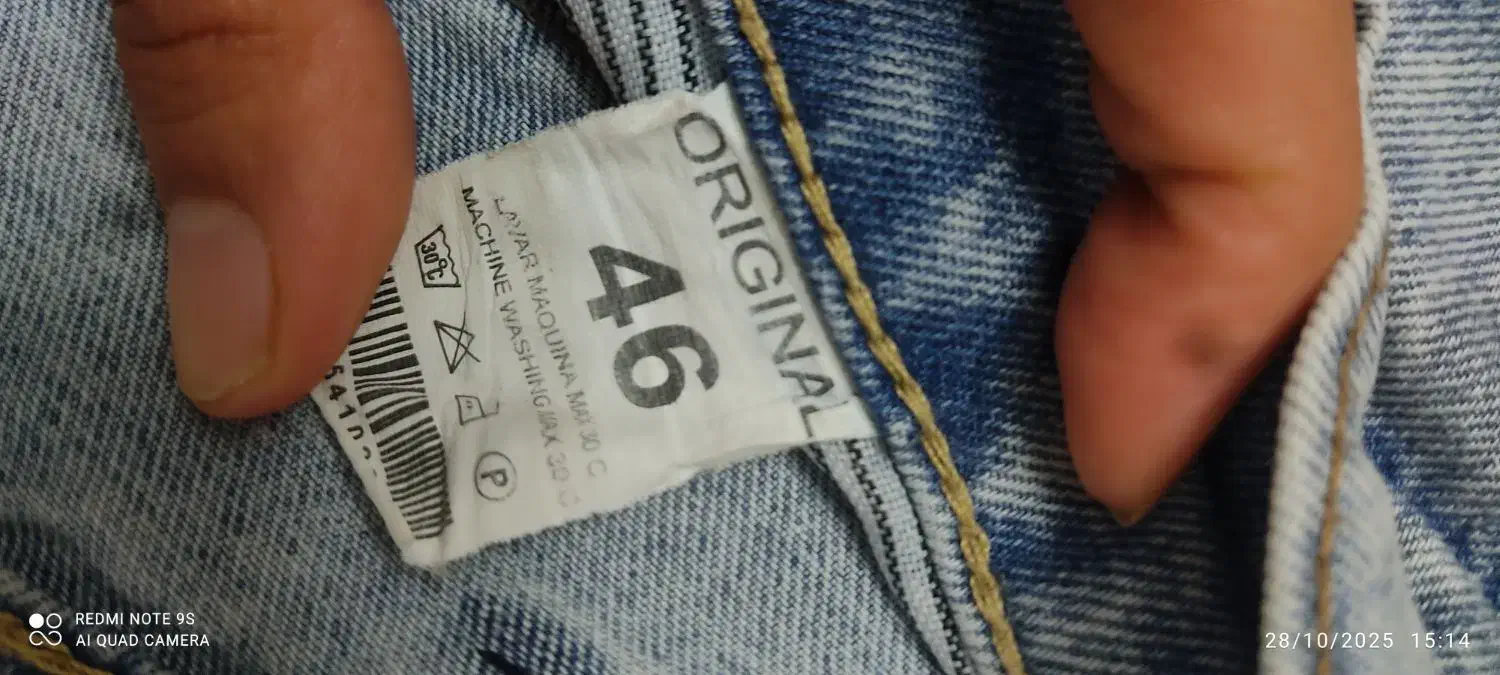 ORIGINAL
46
LAVAR MAQUINA MAX 30 C
MACHINE WASHING MAX 30 C
30°C
P
REDMI NOTE 9S
AI QUAD CAMERA
28/10/2025 15:14